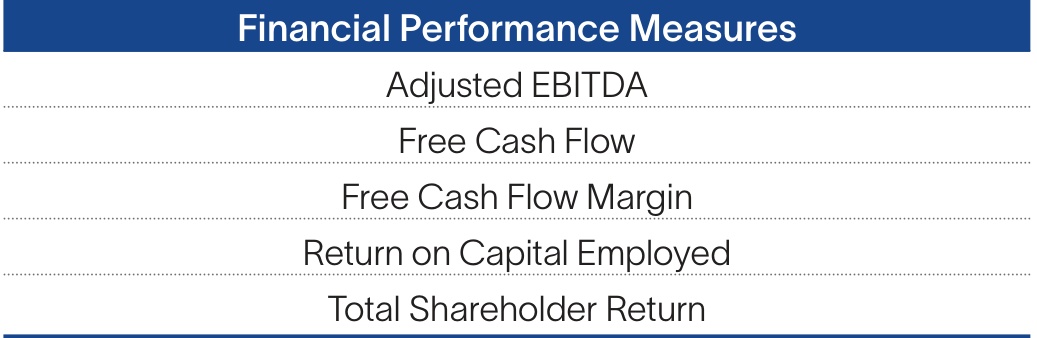 Financial Performance Measures
Adjusted EBITDA
Free Cash Flow
Free Cash Flow Margin
Return on Capital Employed
Total Shareholder Return